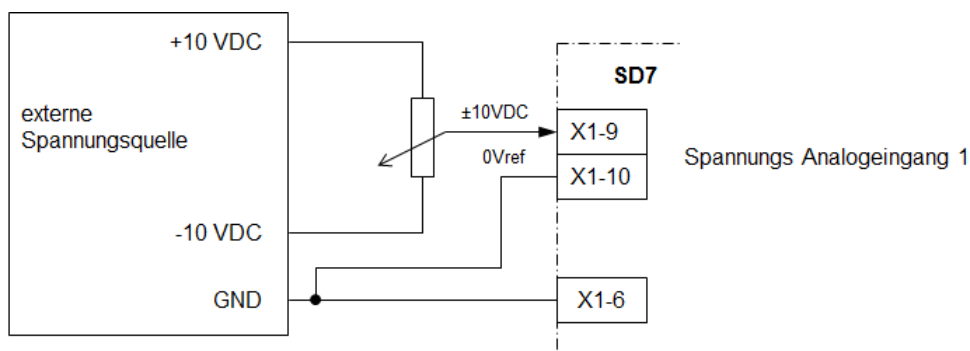 +10 VDC
externe
Spannungsquelle
-10 VDC
GND
±10VDC
0Vref
SD7
X1-9
X1-10
X1-6
Spannungs Analogeingang 1